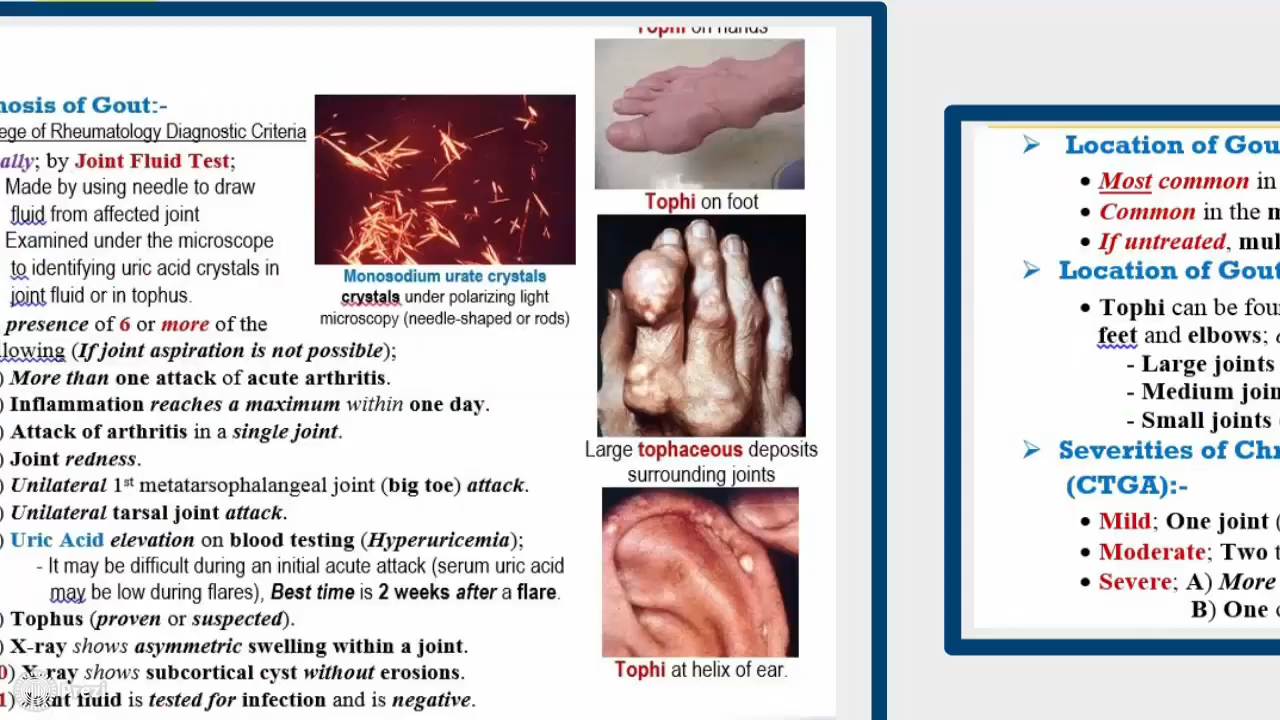 Tophi on hands
nosis of Gout:-
ege of Rheumatology Diagnostic Criteria
ally; by Joint Fluid Test;
Made by using needle to draw
fluid from affected joint
Examined under the microscope
to identifying uric acid crystals in
joint fluid or in tophus.
presence of 6 or more of the
llowing (If joint aspiration is not possible);
) More than one attack of acute arthritis.
) Inflammation reaches a maximum within one day.
) Attack of arthritis in a single joint.
) Joint redness.
) Unilateral 1st metatarsophalangeal joint (big toe) attack.
) Unilateral tarsal joint attack.
) Uric Acid elevation on blood testing (Hyperuricemia);
- It may be difficult during an initial acute attack (serum uric acid
may be low during flares), Best time is 2 weeks after a flare.
) Tophus (proven or suspected).
) X-ray shows asymmetric swelling within a joint.
0) X-ray shows subcortical cyst without erosions.
1) Joint fluid is tested for infection and is negative.
Prezi
Monosodium urate crystals
crystals under polarizing light
microscopy (needle-shaped or rods)
Tophi on foot
Large tophaceous deposits
surrounding joints
Tophi at helix of ear.
➢ Location of Gou
• Most common in
• Common in the m
• If untreated, mul
➢ Location of Gout
• Tophi can be fou
feet and elbows;
- Large joints
- Medium join
- Small joints (
➢ Severities of Chr
(CTGA):-
• Mild; One joint (
• Moderate; Two t
• Severe; A) More
B) One